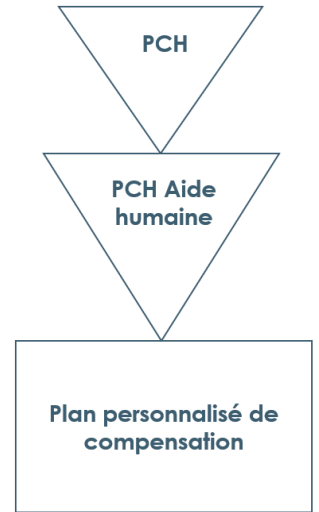 PCH
PCH Aide
humaine
Plan personnalisé de
compensation